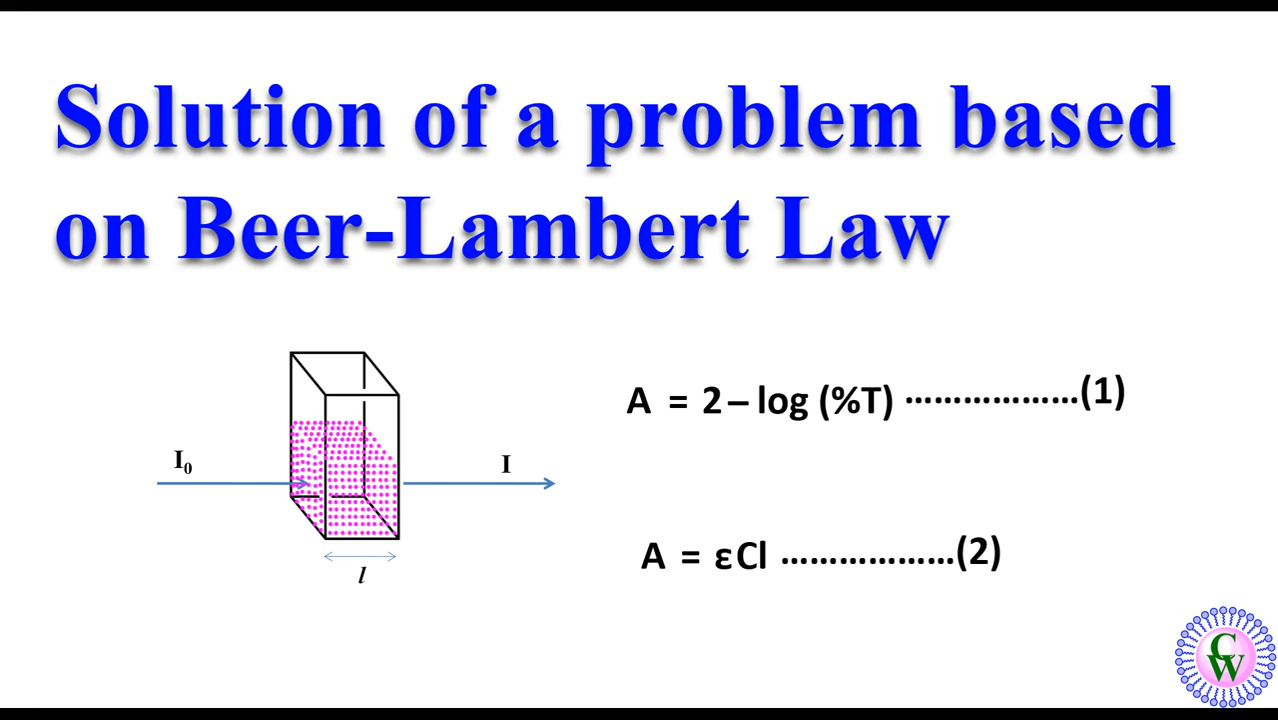 Solution of a problem based
on Beer-Lambert Law
I₀
I
l
A = 2 – log (%T) ………………(1)
A = εCl ………………(2)
CW